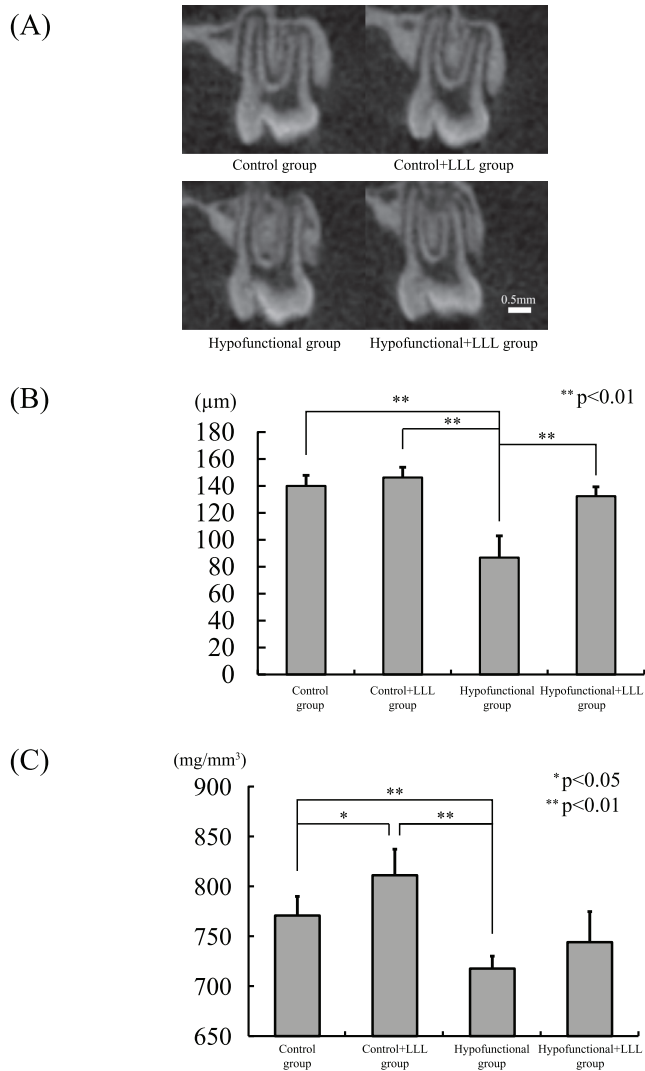 (A)
Control group
Control+LLL group
0.5mm
Hypofunctional group
Hypofunctional+LLL group
(B)
(µm)
**p<0.01
**
**
**
180
160
140
120
100
80
60
40
20
0
Control
group
Control+LLL
group
Hypofunctional
group
Hypofunctional+LLL
group
(C)
(mg/mm³)
*p<0.05
**p<0.01
**
*
**
900
850
800
750
700
650
Control
group
Control+LLL
group
Hypofunctional
group
Hypofunctional+LLL
group